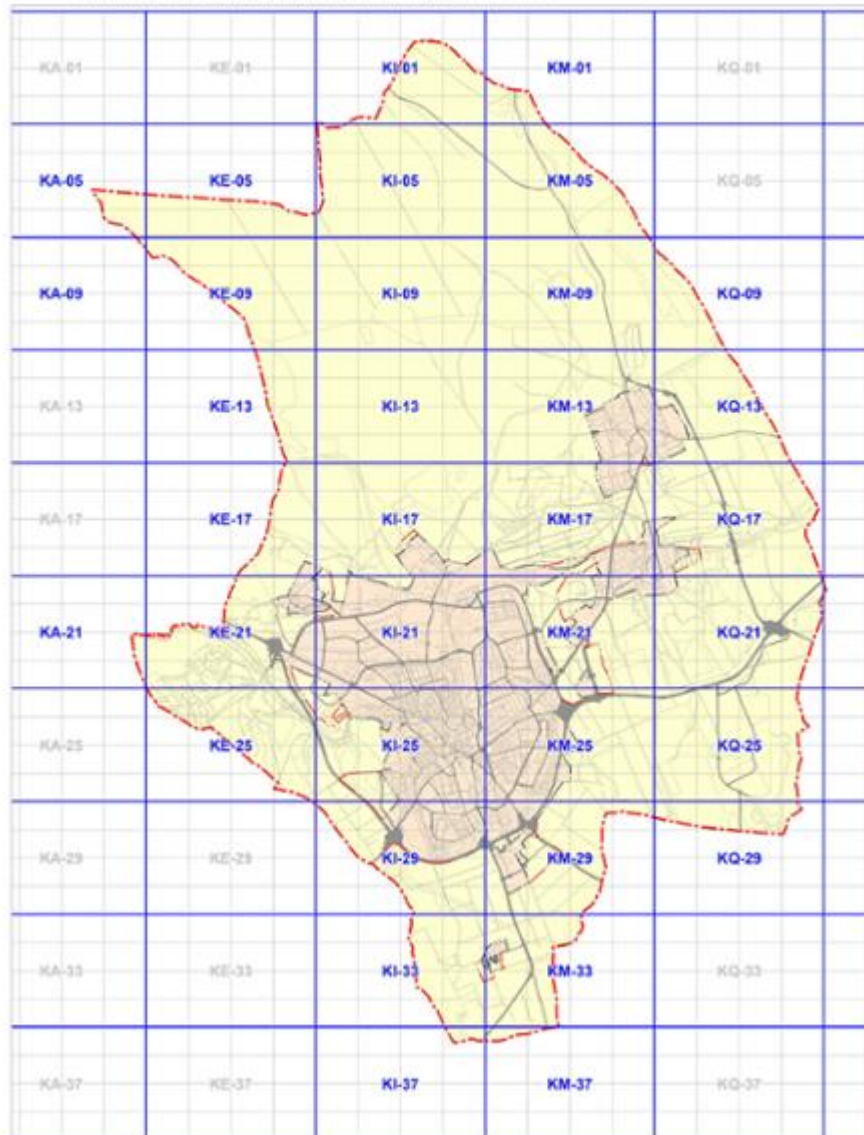 KA-01 KE-01 KI-01 KM-01 KQ-01
KA-05 KE-05 KI-05 KM-05 KQ-05
KA-09 KE-09 KI-09 KM-09 KQ-09
KA-13 KE-13 KI-13 KM-13 KQ-13
KA-17 KE-17 KI-17 KM-17 KQ-17
KA-21 KE-21 KI-21 KM-21 KQ-21
KA-25 KE-25 KI-25 KM-25 KQ-25
KA-29 KE-29 KI-29 KM-29 KQ-29
KA-33 KE-33 KI-33 KM-33 KQ-33
KA-37 KE-37 KI-37 KM-37 KQ-37